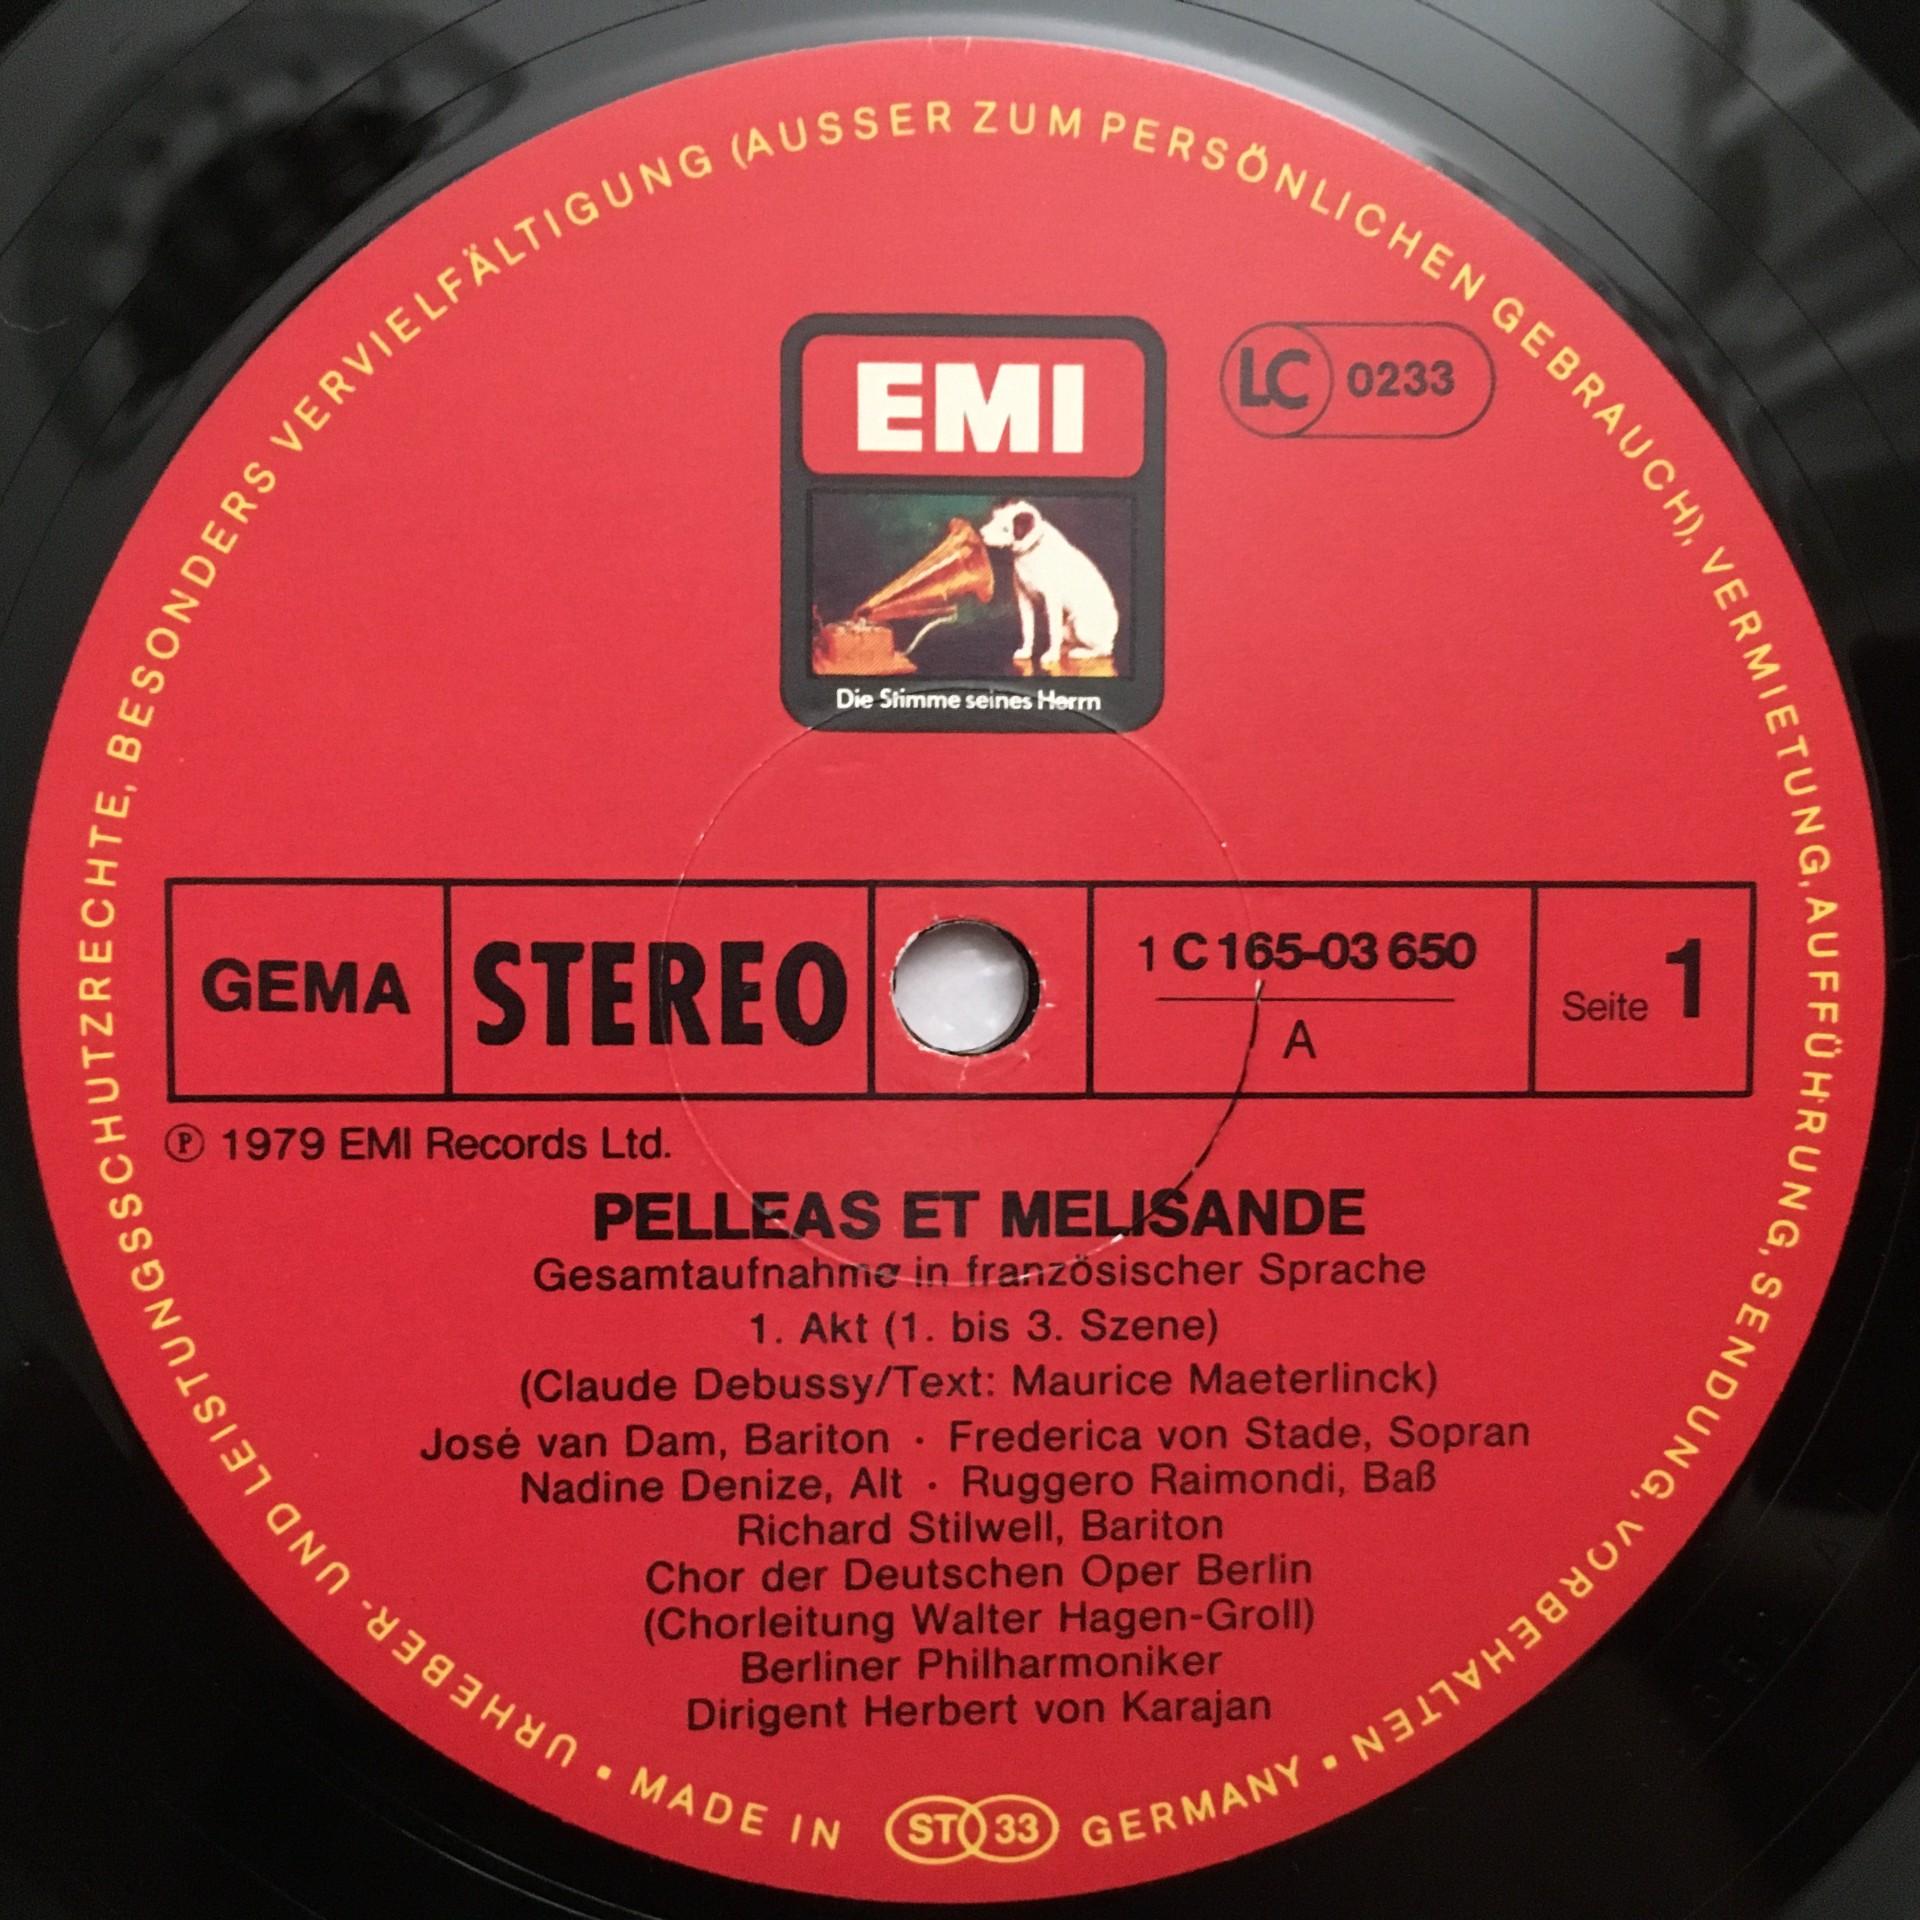 URHEBER- UND LEISTUNGSSCHUTZRECHTE, BESONDERS VERVIELFÄLTIGUNG (AUSSER ZUM PERSÖNLICHEN GEBRAUCH), VERMIETUNG, AUFFÜHRUNG, SENDUNG, VORBEHALTEN
EMI
LC 0233
Die Stimme seines Herrn
GEMA
STEREO
1 C 165-03 650
A
Seite 1
Ⓟ 1979 EMI Records Ltd.
PELLEAS ET MELISANDE
Gesamtaufnahme in französischer Sprache
1. Akt (1. bis 3. Szene)
(Claude Debussy/Text: Maurice Maeterlinck)
José van Dam, Bariton · Frederica von Stade, Sopran
Nadine Denize, Alt · Ruggero Raimondi, Baß
Richard Stilwell, Bariton
Chor der Deutschen Oper Berlin
(Chorleitung Walter Hagen-Groll)
Berliner Philharmoniker
Dirigent Herbert von Karajan
• MADE IN ST 33 GERMANY •